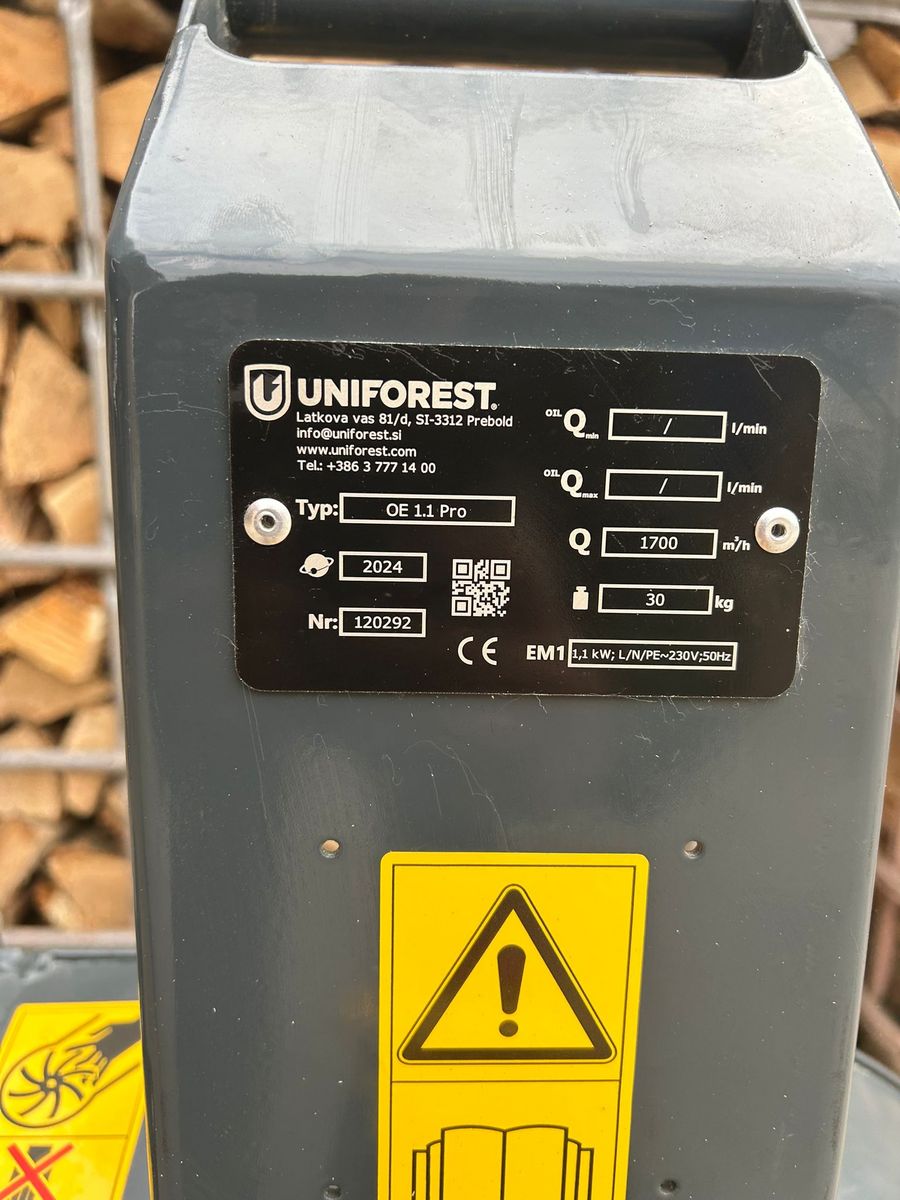 UNIFOREST®
Latkova vas 81/d, SI-3312 Prebold
info@uniforest.si
www.uniforest.com
Tel.: +386 3 777 14 00
Typ: OE 1.1 Pro
2024
Nr: 120292
CE
OIL Qmin / l/min
OIL Qmax / l/min
Q 1700 m³/h
30 kg
EM1 1,1 kW; L/N/PE~230V;50Hz